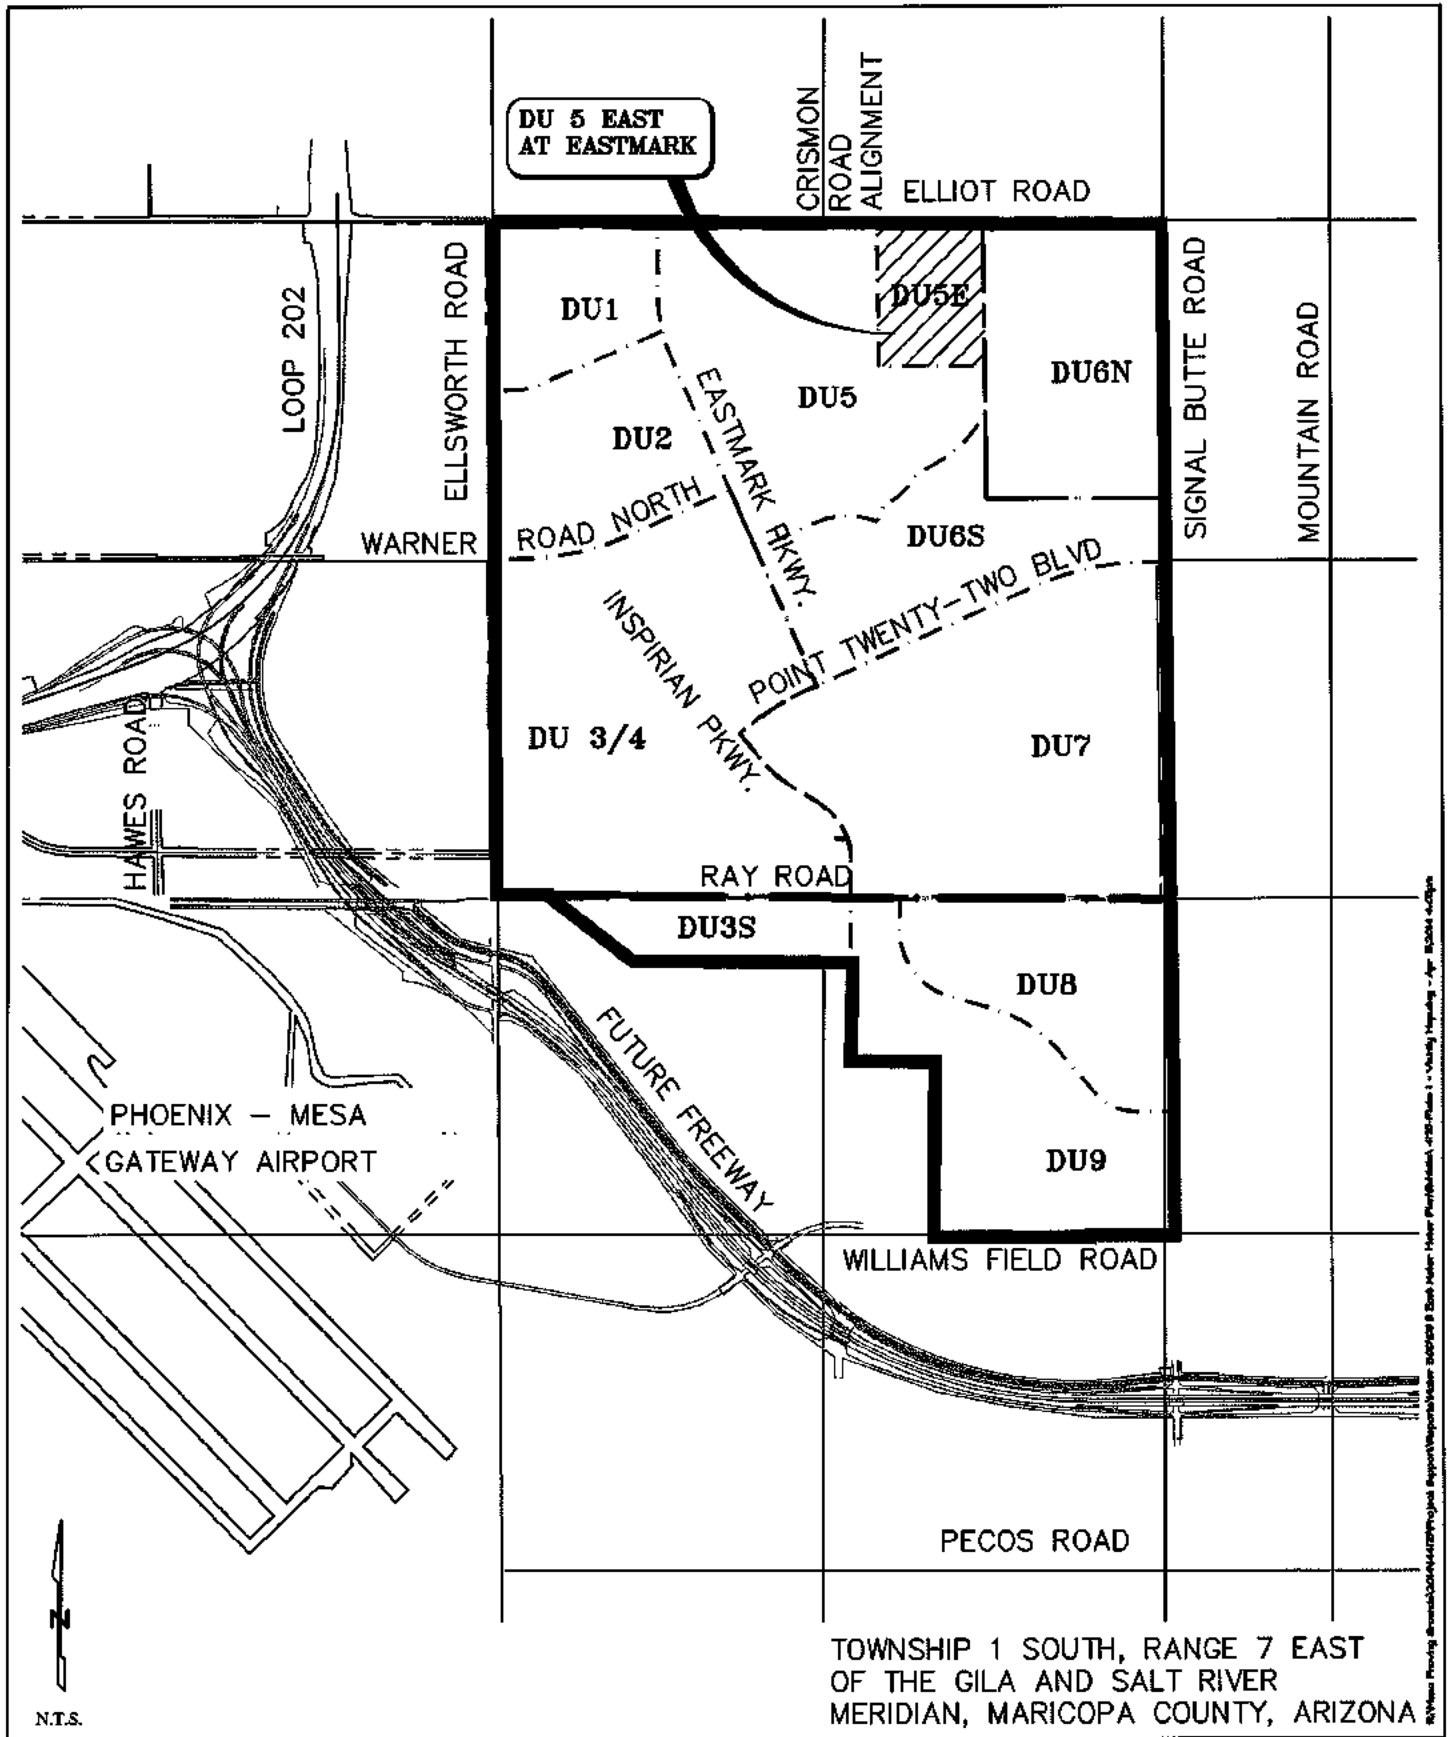 DU 5 EAST
AT EASTMARK
CRISMON
ROAD
ALIGNMENT
ELLIOT ROAD
LOOP 202
ELLSWORTH ROAD
DU1
DU5E
DU6N
SIGNAL BUTTE ROAD
MOUNTAIN ROAD
DU5
DU2
EASTMARK PKWY.
WARNER
ROAD NORTH
DU6S
POINT TWENTY-TWO BLVD
INSPIRIAN PKWY.
DU 3/4
DU7
HAWES ROAD
RAY ROAD
DU3S
DU8
FUTURE FREEWAY
PHOENIX - MESA
GATEWAY AIRPORT
DU9
WILLIAMS FIELD ROAD
PECOS ROAD
N
N.T.S.
TOWNSHIP 1 SOUTH, RANGE 7 EAST
OF THE GILA AND SALT RIVER
MERIDIAN, MARICOPA COUNTY, ARIZONA